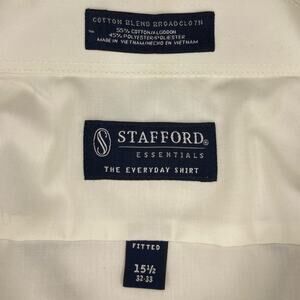 COTTON BLEND BROADCLOTH
55% COTTON/ALGODON
45% POLYESTER/POLIESTER
MADE IN VIETNAM/HECHO EN VIETNAM
S STAFFORD®
ESSENTIALS
THE EVERYDAY SHIRT
FITTED
15½
32-33